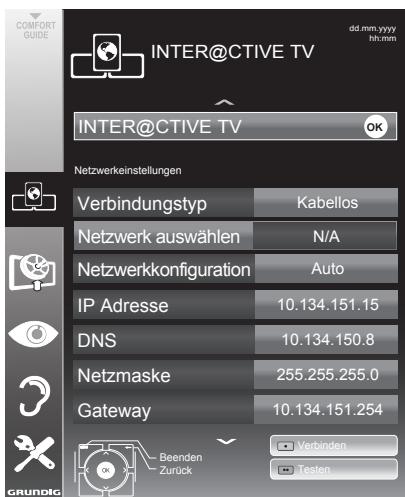 COMFORT
GUIDE
INTER@CTIVE TV
dd.mm.yyyy
hh:mm
INTER@CTIVE TV OK
Netzwerkeinstellungen
Verbindungstyp Kabellos
Netzwerk auswählen N/A
Netzwerkkonfiguration Auto
IP Adresse 10.134.151.15
DNS 10.134.150.8
Netzmaske 255.255.255.0
Gateway 10.134.151.254
OK
Beenden
Zurück
Verbinden
Testen
GRUNDIG